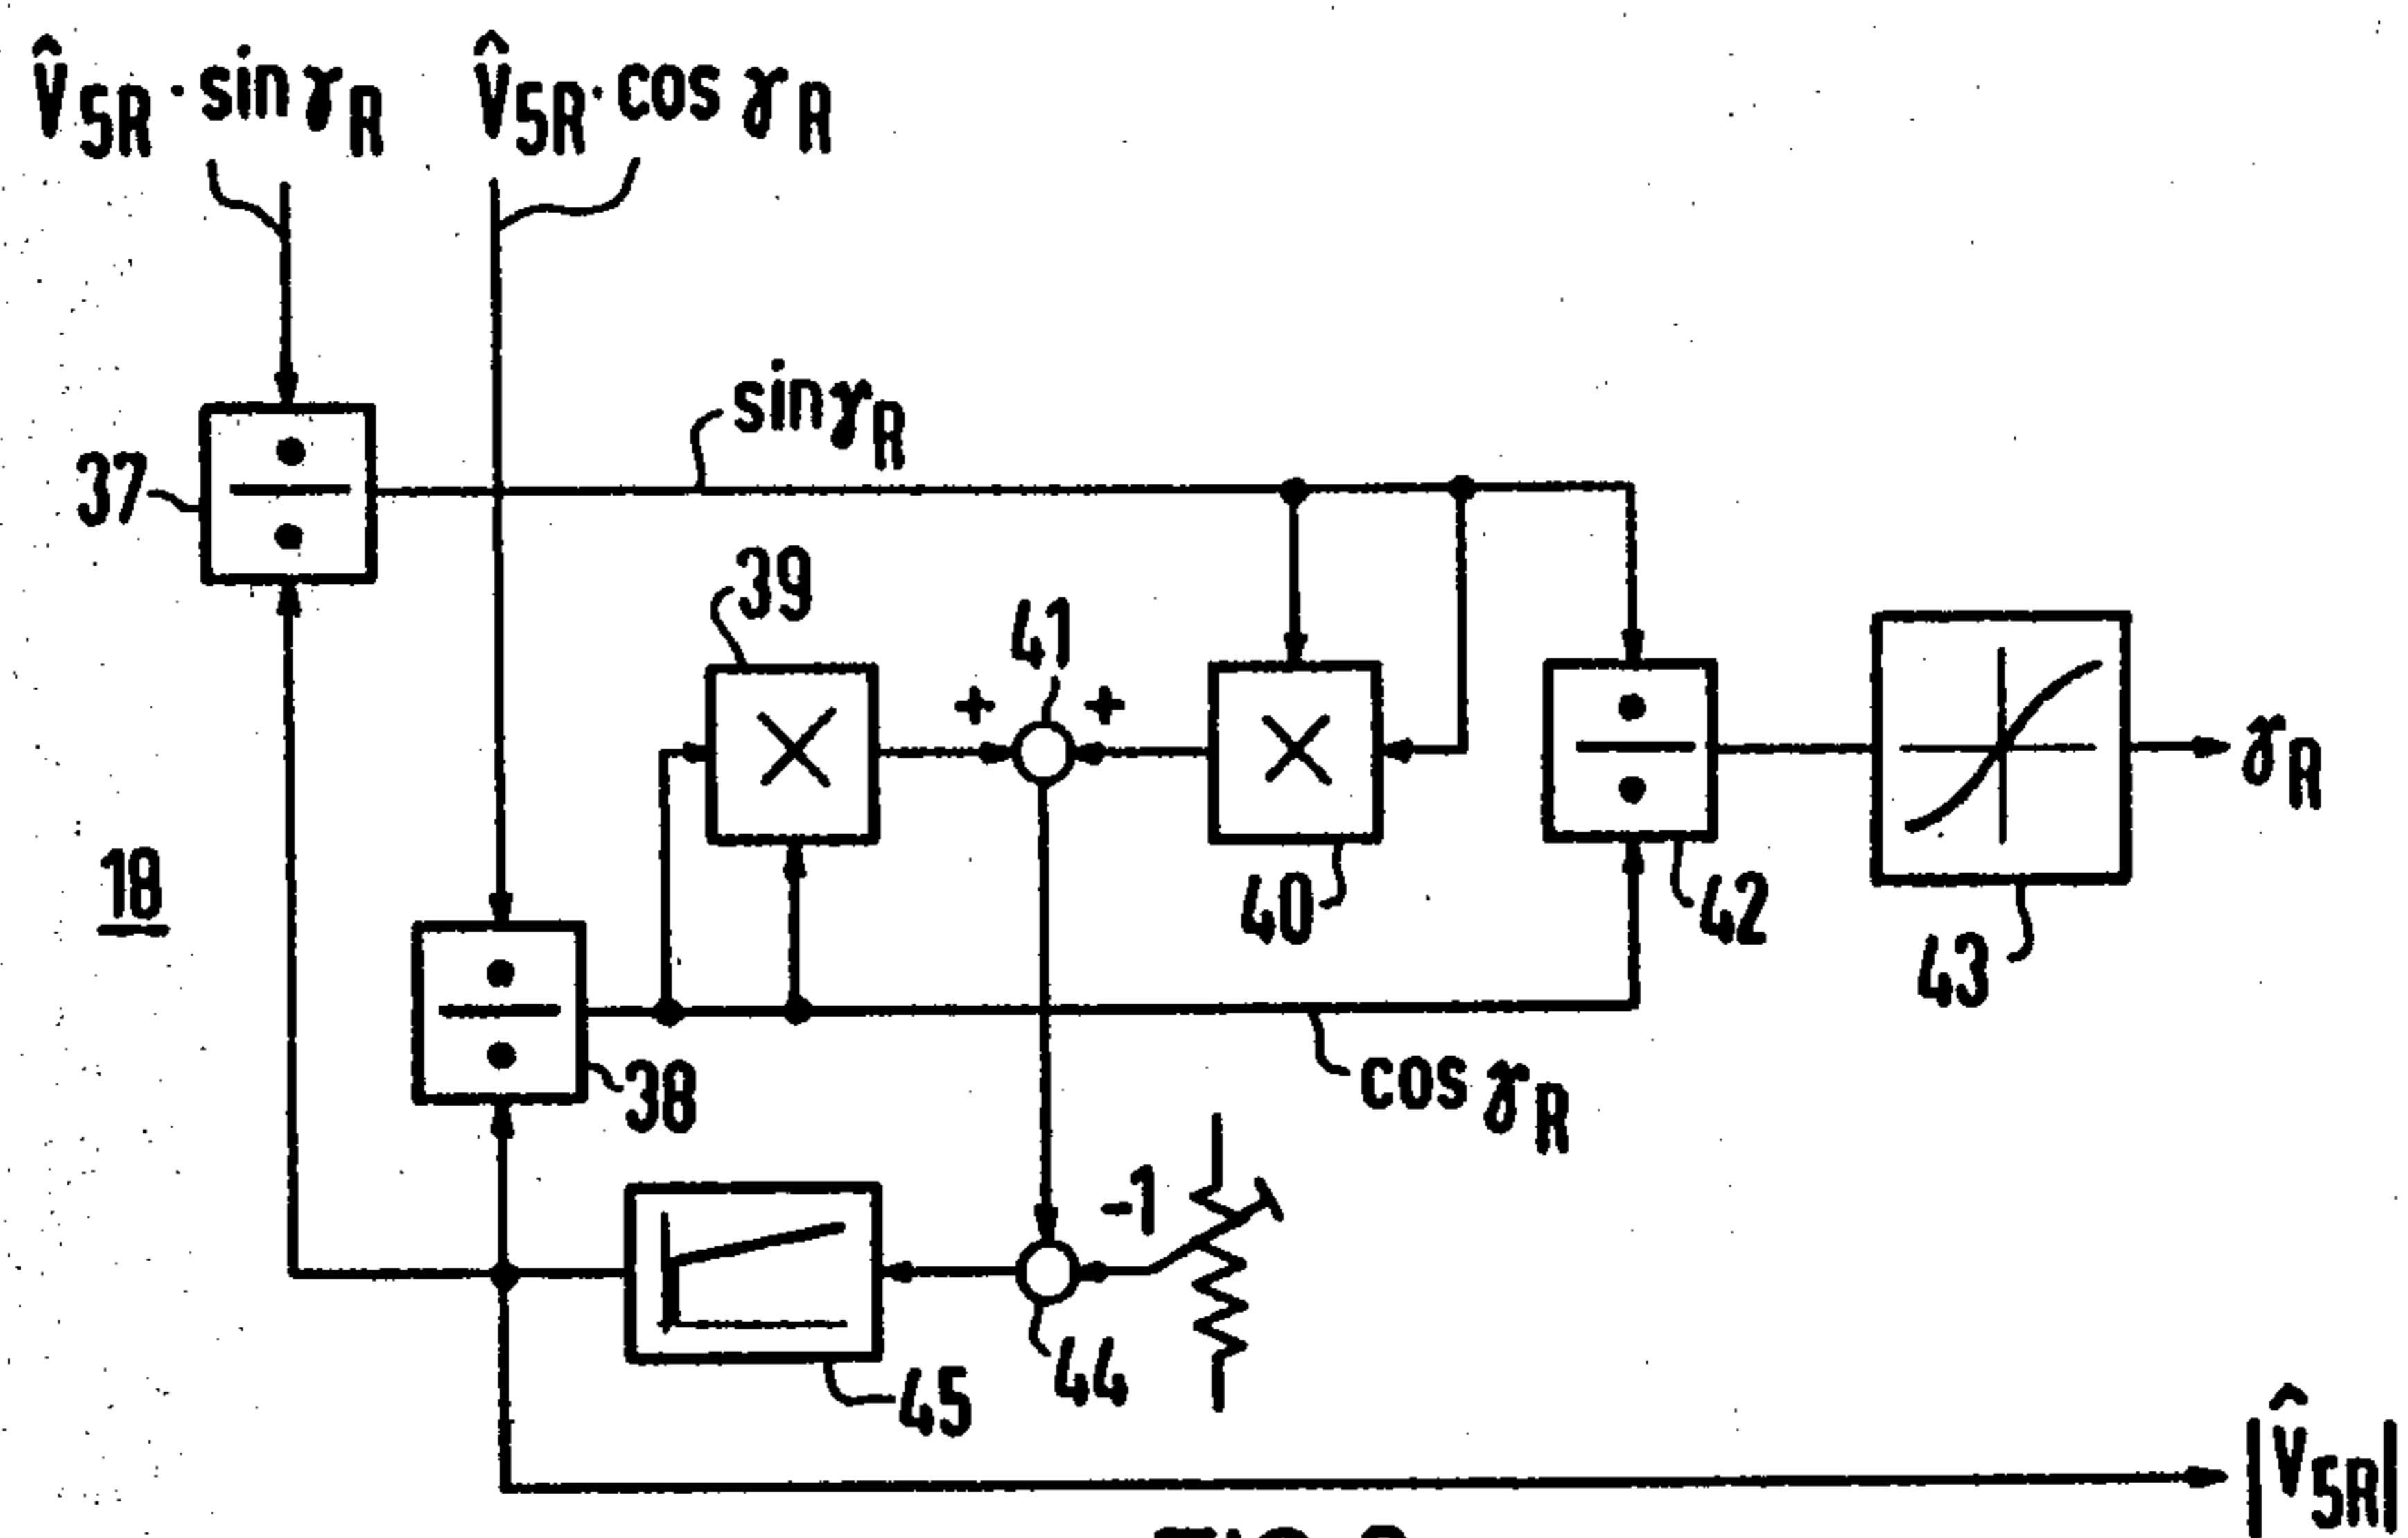 V̂5R · sin γR
V̂5R · cos γR
sin γR
37
39
41
+ +
γR
18
40
42
43
38
cos γR
-1
45
44
|V̂5R|